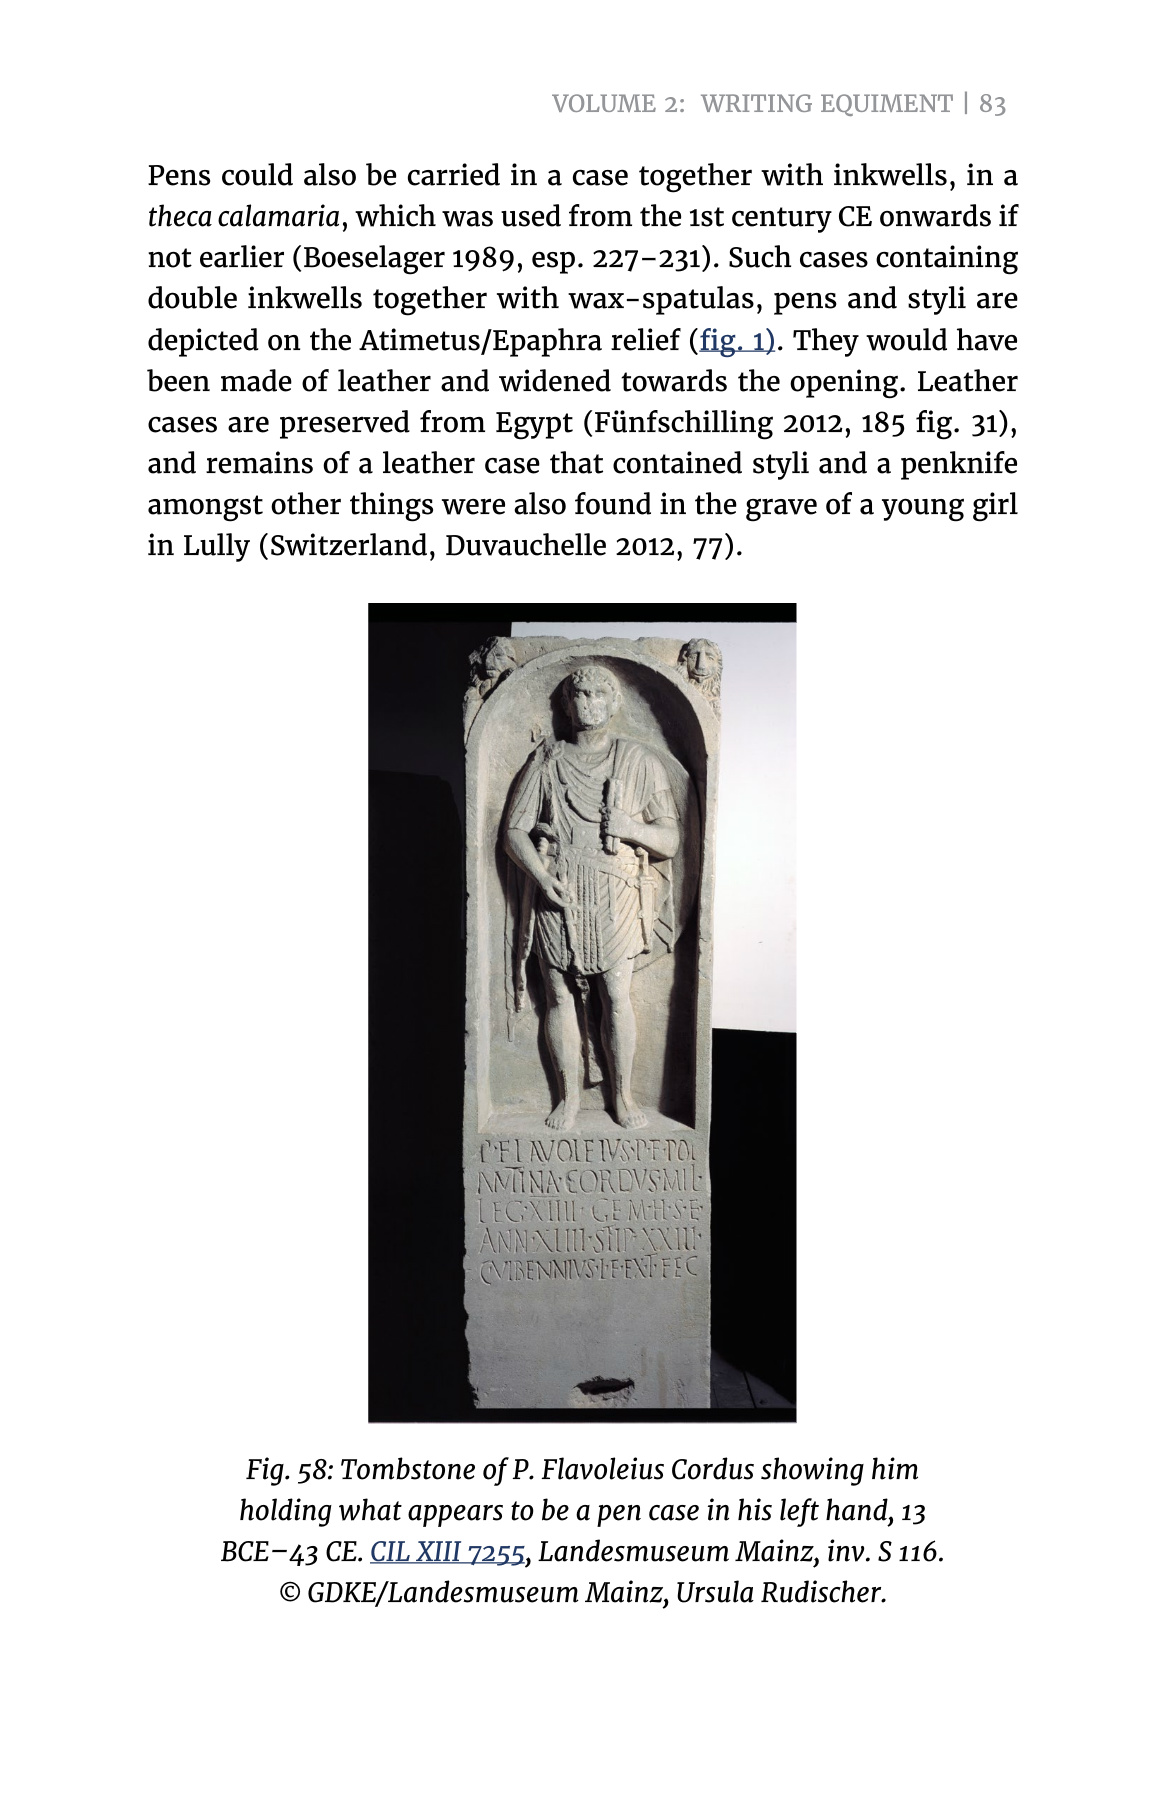 VOLUME 2: WRITING EQUIMENT | 83
Pens could also be carried in a case together with inkwells, in a
theca calamaria, which was used from the 1st century CE onwards if
not earlier (Boeselager 1989, esp. 227–231). Such cases containing
double inkwells together with wax-spatulas, pens and styli are
depicted on the Atimetus/Epaphra relief (fig. 1). They would have
been made of leather and widened towards the opening. Leather
cases are preserved from Egypt (Fünfschilling 2012, 185 fig. 31),
and remains of a leather case that contained styli and a penknife
amongst other things were also found in the grave of a young girl
in Lully (Switzerland, Duvauchelle 2012, 77).
P·FLAVOLEIVS·P·F·POL
MVTINA·CORDVS·MIL·
LEG·XIIII·GEM·H·S·E·
ANN·XLIII·STIP·XXIII·
C·VIBENNIVS·L·F·EX·T·FEC
Fig. 58: Tombstone of P. Flavoleius Cordus showing him
holding what appears to be a pen case in his left hand, 13
BCE–43 CE. CIL XIII 7255, Landesmuseum Mainz, inv. S 116.
© GDKE/Landesmuseum Mainz, Ursula Rudischer.